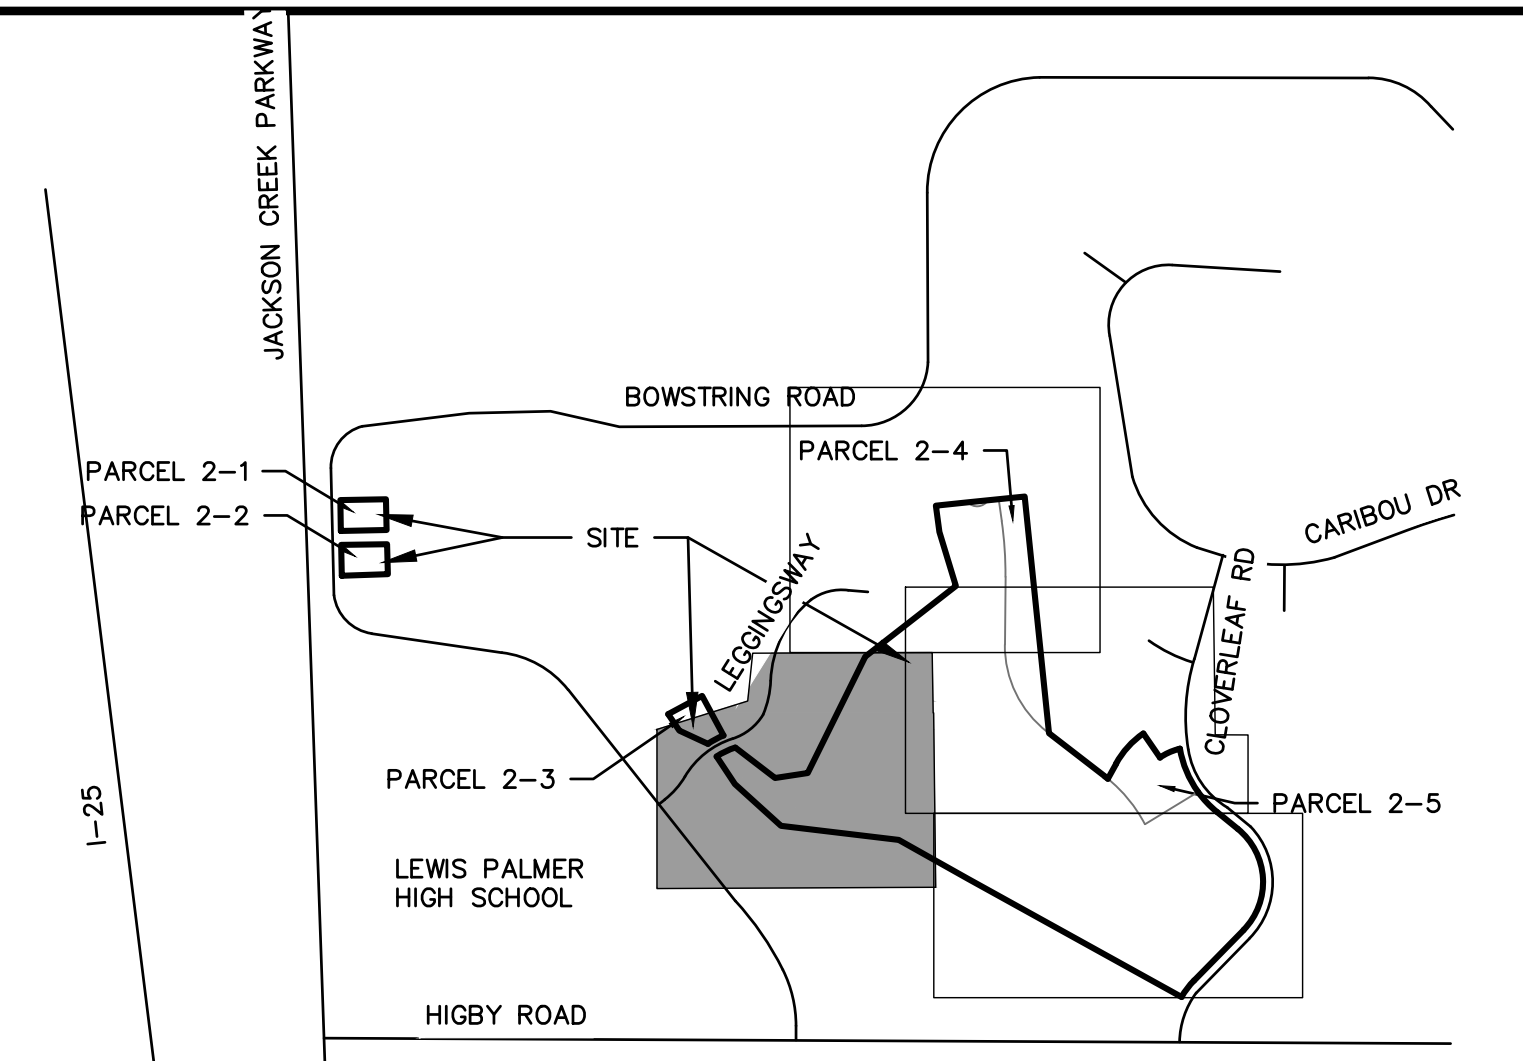 JACKSON CREEK PARKWAY
BOWSTRING ROAD
PARCEL 2-4
PARCEL 2-1
PARCEL 2-2
SITE
CARIBOU DR
LEGGINGSWAY
CLOVERLEAF RD
PARCEL 2-3
PARCEL 2-5
I-25
LEWIS PALMER
HIGH SCHOOL
HIGBY ROAD